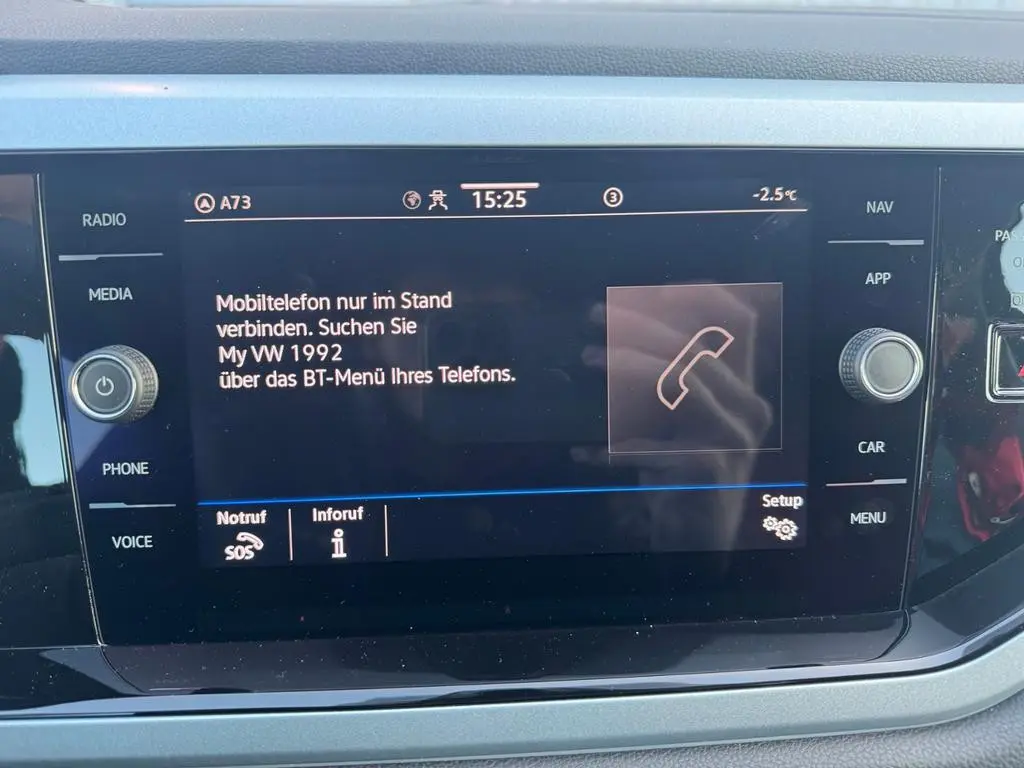 A73
15:25
3
-2.5°C
RADIO
MEDIA
PHONE
VOICE
Mobiltelefon nur im Stand
verbinden. Suchen Sie
My VW 1992
über das BT-Menü Ihres Telefons.
Notruf
SOS
Inforuf
i
Setup
NAV
APP
CAR
MENU